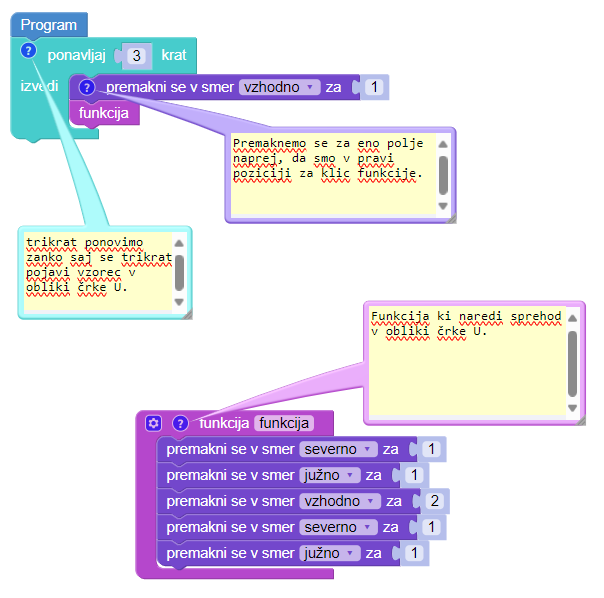 Program
? ponavljaj 3 krat
izvedi ? premakni se v smer vzhodno ▾ za 1
funkcija
Premaknemo se za eno polje
naprej, da smo v pravi
poziciji za klic funkcije.
trikrat ponovimo
zanko saj se trikrat
pojavi vzorec v
obliki črke U.
Funkcija ki naredi sprehod
v obliki črke U.
? funkcija funkcija
premakni se v smer severno ▾ za 1
premakni se v smer južno ▾ za 1
premakni se v smer vzhodno ▾ za 2
premakni se v smer severno ▾ za 1
premakni se v smer južno ▾ za 1